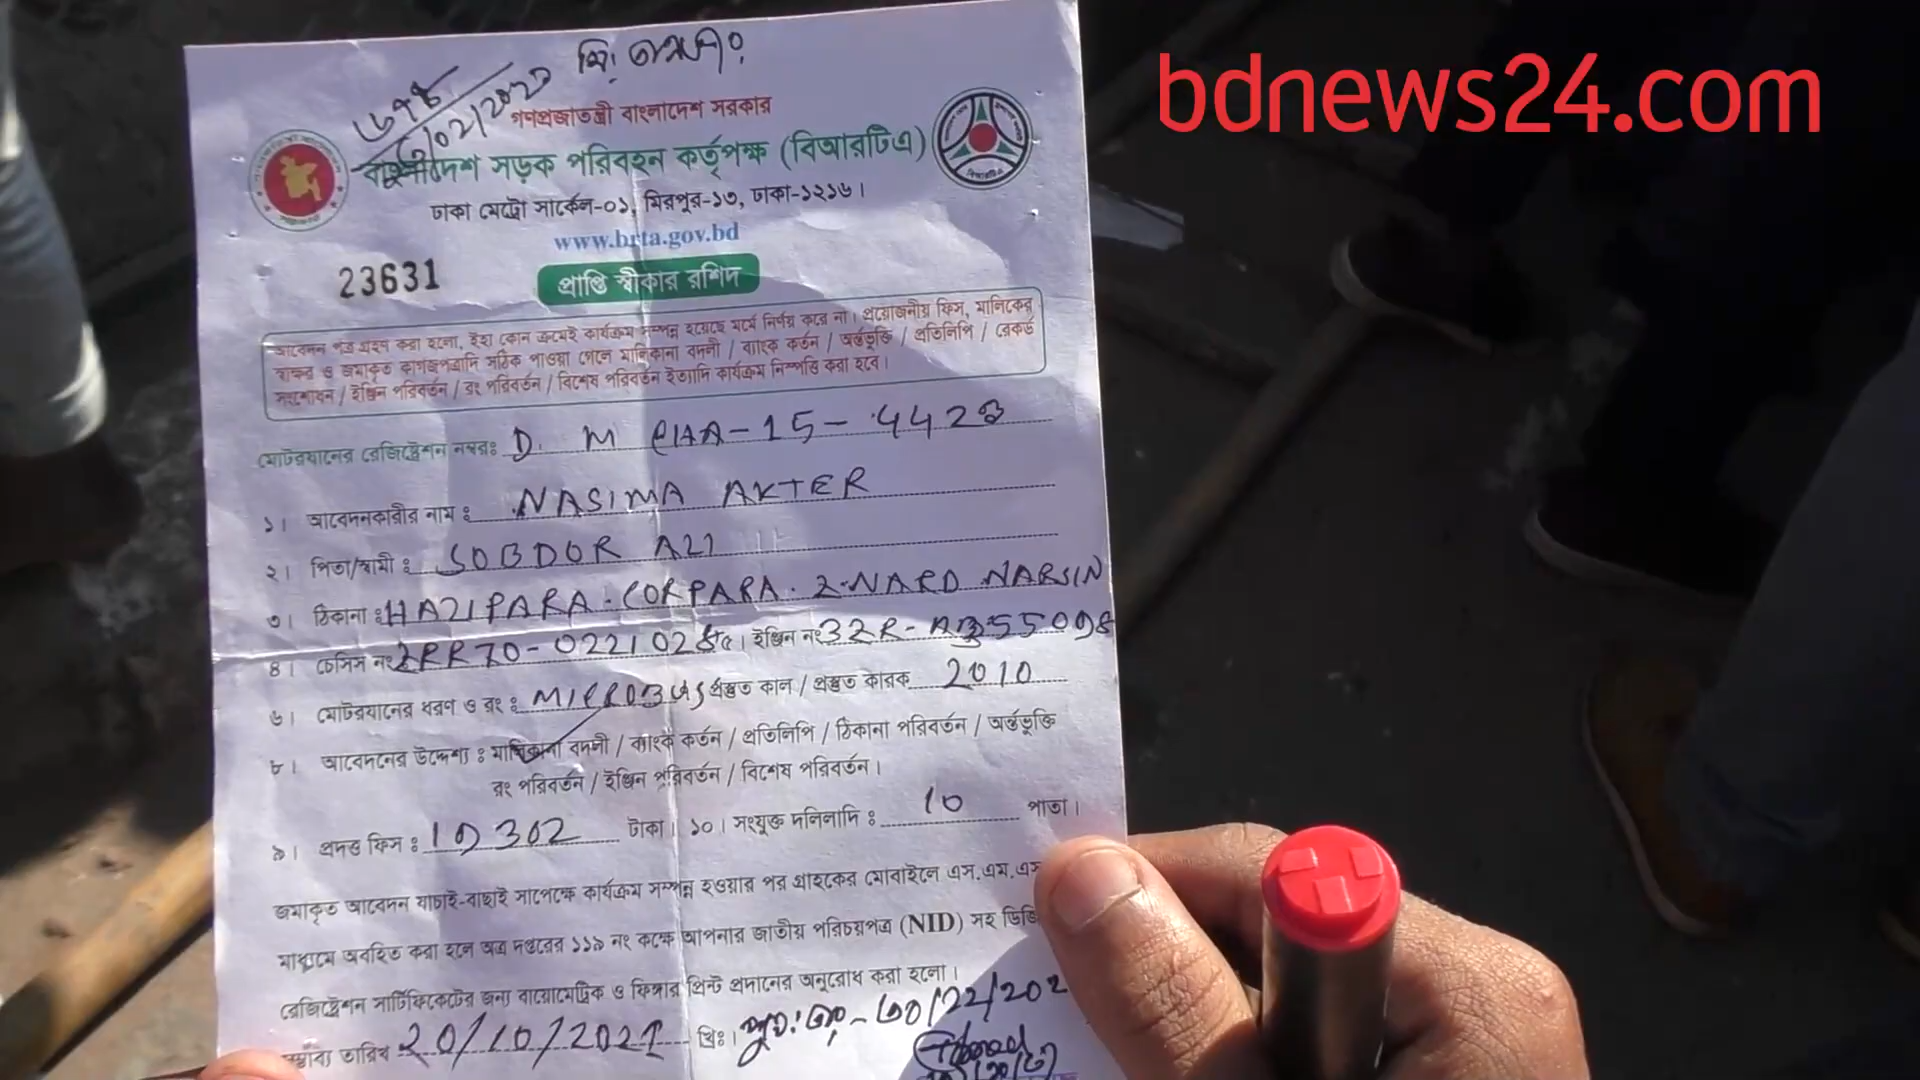 bdnews24.com
গণপ্রজাতন্ত্রী বাংলাদেশ সরকার
বাংলাদেশ সড়ক পরিবহন কর্তৃপক্ষ (বিআরটিএ)
ঢাকা মেট্রো সার্কেল-০১, মিরপুর-১৩, ঢাকা-১২১৬।
www.brta.gov.bd
23631
প্রাপ্তি স্বীকার রশিদ
আবেদন পত্র গ্রহণ করা হলো, ইহা কোন ক্রমেই কার্যক্রম সম্পন্ন হয়েছে মর্মে নির্ণয় করে না। প্রয়োজনীয় ফিস, মালিকের
স্বাক্ষর ও জমাকৃত কাগজপত্রাদি সঠিক পাওয়া গেলে মালিকানা বদলী / ব্যাংক কর্তন / অর্ন্তভুক্তি / প্রতিলিপি / রেকর্ড
সংশোধন / ইঞ্জিন পরিবর্তন / রং পরিবর্তন / বিশেষ পরিবর্তন ইত্যাদি কার্যক্রম নিস্পত্তি করা হবে।
মোটরযানের রেজিষ্ট্রেশন নম্বরঃ D. M CHA-15-4423
১। আবেদনকারীর নাম ঃ NASIMA AKTER
২। পিতা/স্বামী ঃ SOBDOR ALI
৩। ঠিকানা ঃ HAZIPARA. CORPARA. 2-WARD NARSIN
৪। চেসিস নং ZRR70-0221028 ৫। ইঞ্জিন নং 3ZR-
৬। মোটরযানের ধরণ ও রং ঃ MICROBUS প্রস্তুত কাল / প্রস্তুত কারক 2010
৮। আবেদনের উদ্দেশ্য ঃ মালিকানা বদলী / ব্যাংক কর্তন / প্রতিলিপি / ঠিকানা পরিবর্তন / অর্ন্তভুক্তি
রং পরিবর্তন / ইঞ্জিন পরিবর্তন / বিশেষ পরিবর্তন।
৯। প্রদত্ত ফিস ঃ টাকা। ১০। সংযুক্ত দলিলাদি ঃ 10 পাতা।
জমাকৃত আবেদন যাচাই-বাছাই সাপেক্ষে কার্যক্রম সম্পন্ন হওয়ার পর গ্রাহকের মোবাইলে এস.এম.এস
মাধ্যমে অবহিত করা হলে অত্র দপ্তরের ১১৯ নং কক্ষে আপনার জাতীয় পরিচয়পত্র (NID) সহ ডিজি
রেজিষ্ট্রেশন সার্টিফিকেটের জন্য বায়োমেট্রিক ও ফিঙ্গার প্রিন্ট প্রদানের অনুরোধ করা হলো।
তারিখ 20/10/2021 খ্রিঃ।